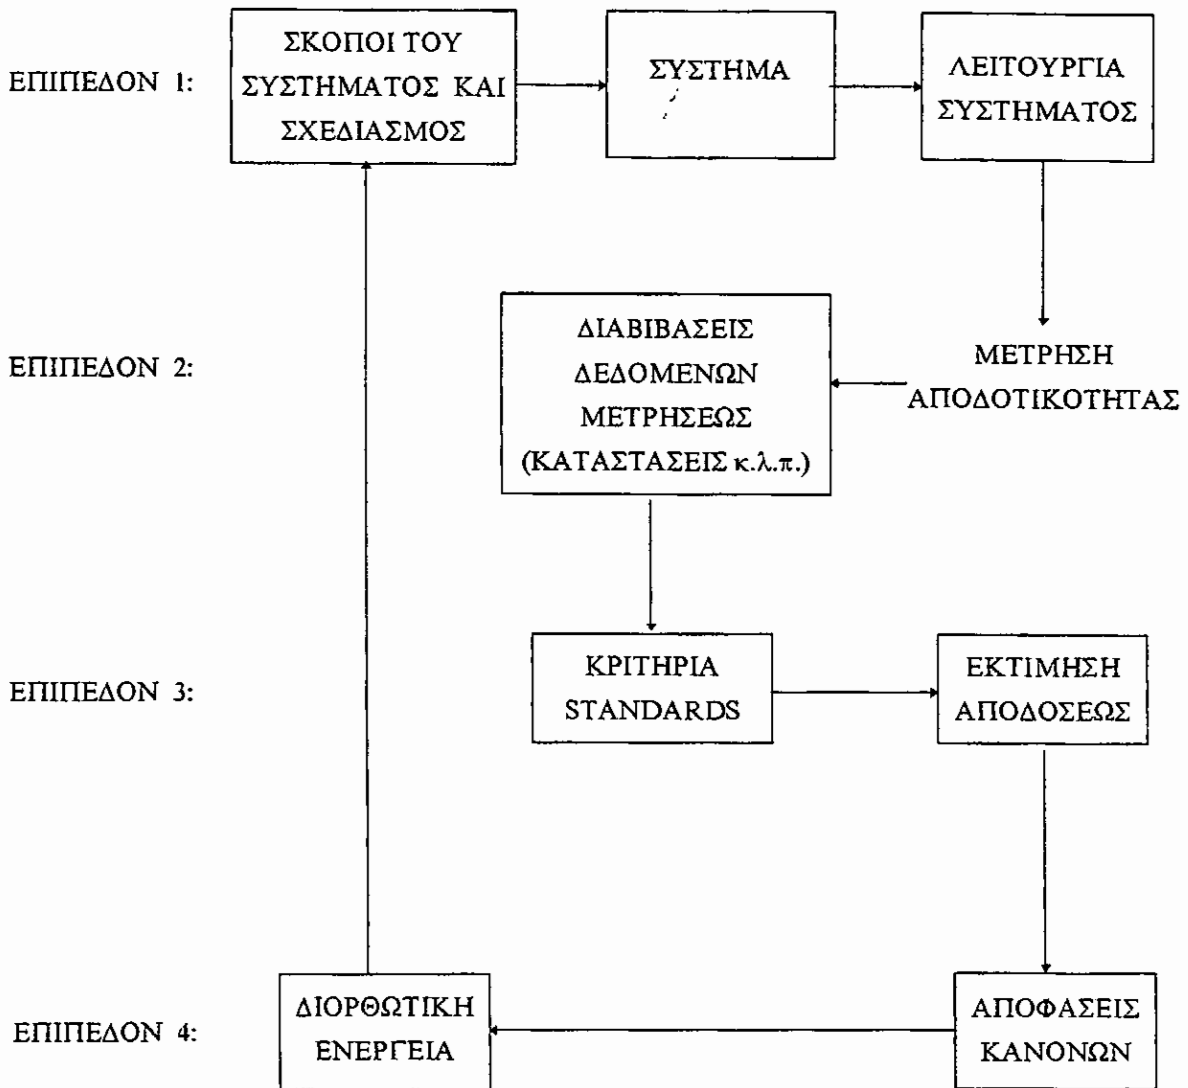 ΕΠΙΠΕΔΟΝ 1:
ΣΚΟΠΟΙ ΤΟΥ
ΣΥΣΤΗΜΑΤΟΣ ΚΑΙ
ΣΧΕΔΙΑΣΜΟΣ
ΣΥΣΤΗΜΑ
ΛΕΙΤΟΥΡΓΙΑ
ΣΥΣΤΗΜΑΤΟΣ
ΕΠΙΠΕΔΟΝ 2:
ΔΙΑΒΙΒΑΣΕΙΣ
ΔΕΔΟΜΕΝΩΝ
ΜΕΤΡΗΣΕΩΣ
(ΚΑΤΑΣΤΑΣΕΙΣ κ.λ.π.)
ΜΕΤΡΗΣΗ
ΑΠΟΔΟΤΙΚΟΤΗΤΑΣ
ΕΠΙΠΕΔΟΝ 3:
ΚΡΙΤΗΡΙΑ
STANDARDS
ΕΚΤΙΜΗΣΗ
ΑΠΟΔΟΣΕΩΣ
ΕΠΙΠΕΔΟΝ 4:
ΔΙΟΡΘΩΤΙΚΗ
ΕΝΕΡΓΕΙΑ
ΑΠΟΦΑΣΕΙΣ
ΚΑΝΟΝΩΝ